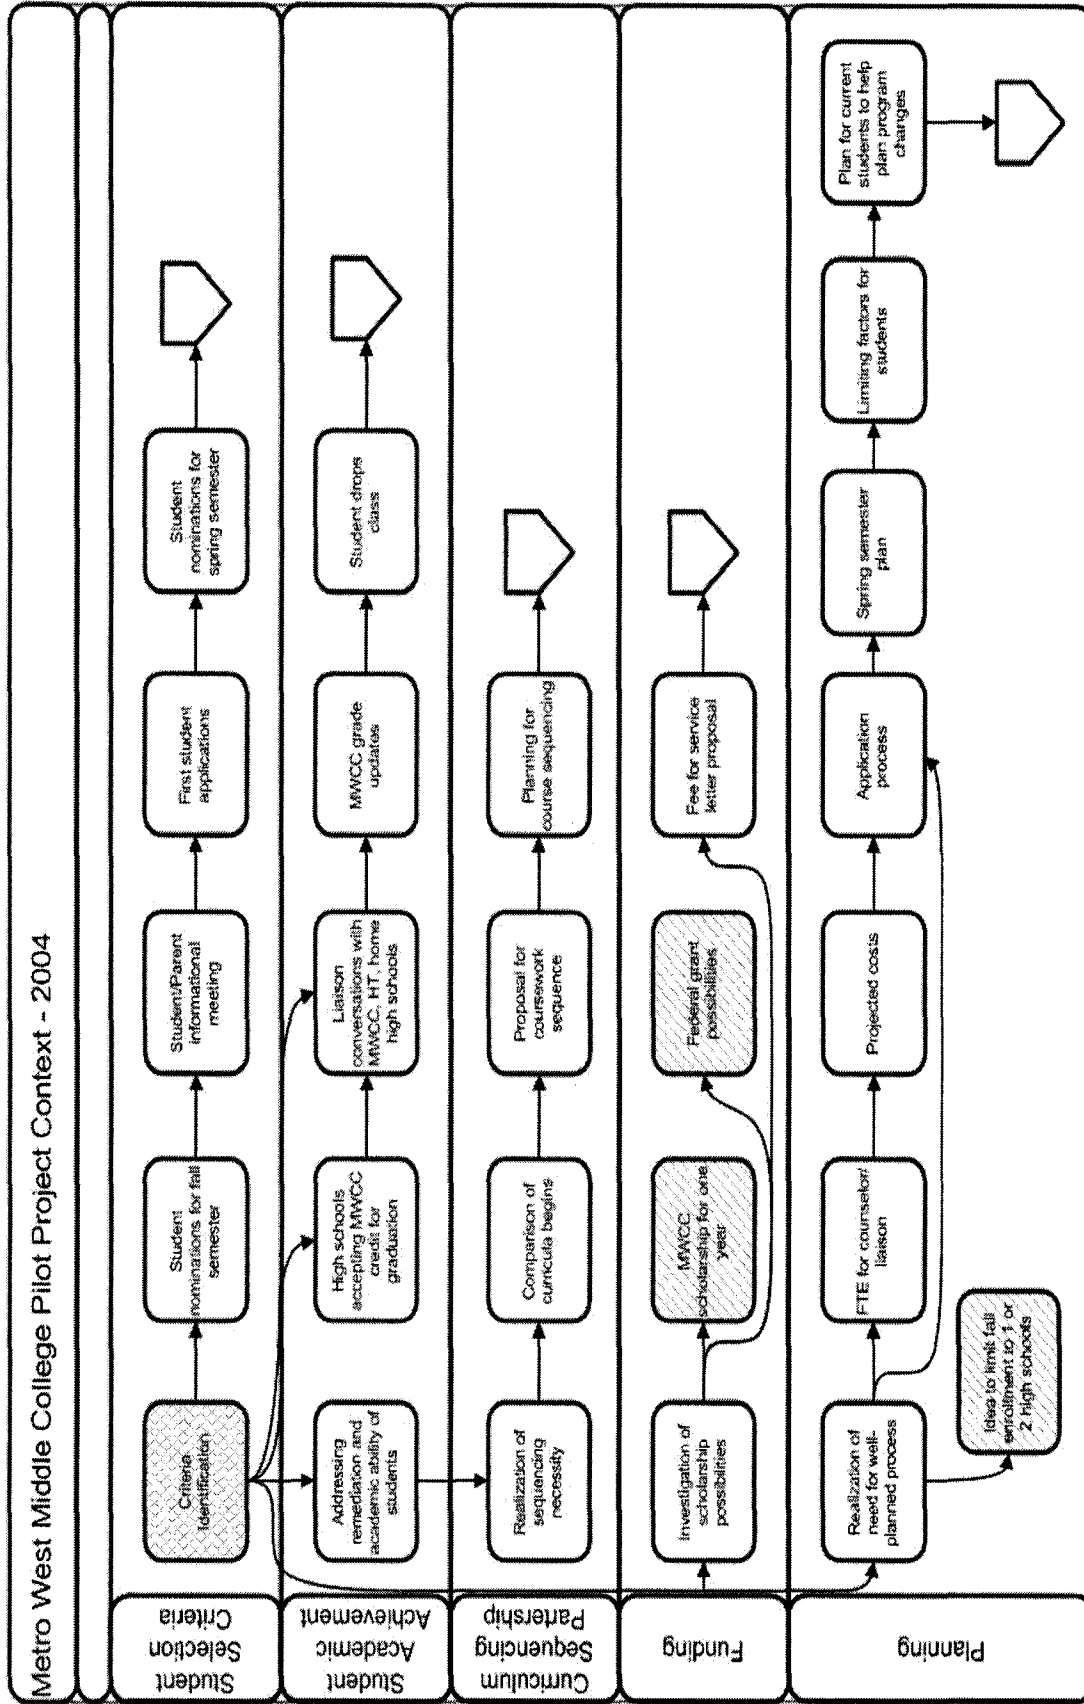 Metro West Middle College Pilot Project Context - 2004
Student
Selection
Criteria
Criteria
Identification
Student
nominations for fall
semester
Student/Parent
informational
meeting
First student
applications
Student
nominations for
spring semester
Student
Academic
Achievement
Addressing
remediation and
academic ability of
students
High schools
accepting MWCC
credit for
graduation
Liaison
conversations with
MWCC, HT, home
high schools
MWCC grade
updates
Student drops
class
Curriculum
Sequencing
Partership
Realization of
sequencing
necessity
Comparison of
curricula begins
Proposal for
coursework
sequence
Planning for
course sequencing
Funding
Investigation of
scholarship
possibilities
MWCC
scholarship for one
year
Federal grant
possibilities
Fee for service
letter proposal
Planning
Realization of
need for well-
planned process
Idea to limit fall
enrollment to 1 or
2 high schools
FTE for counselor/
liaison
Projected costs
Application
process
Spring semester
plan
Limiting factors for
students
Plan for current
students to help
plan program
changes